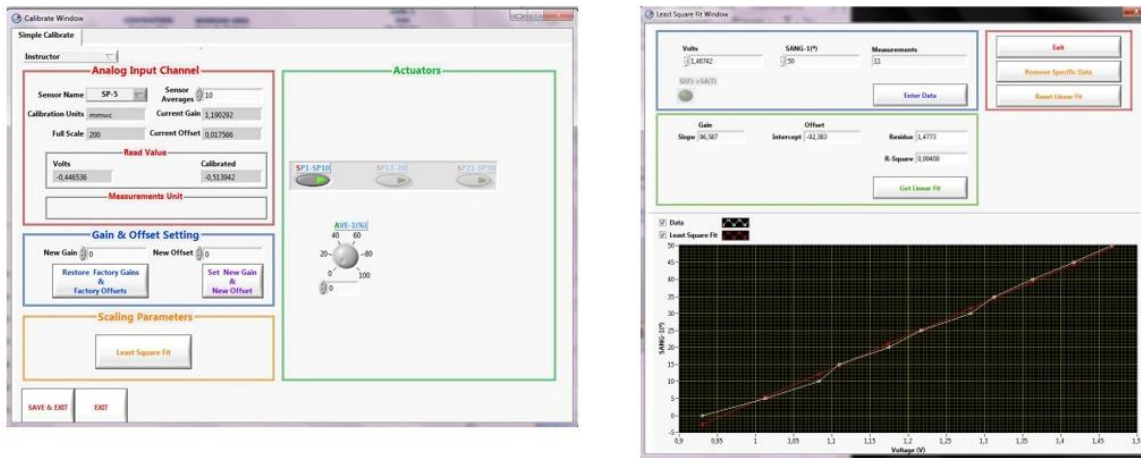 Calibrate Window
Simple Calibrate
Instructor
Analog Input Channel
Sensor Name SP-5 Sensor Averages 10
Calibration Units mmwc Current Gain 1,190292
Full Scale 200 Current Offset 0,017566
Read Value
Volts Calibrated
-0,446536 -0,513942
Measurements Unit
Gain & Offset Setting
New Gain 0 New Offset 0
Restore Factory Gains & Factory Offsets
Set New Gain & New Offset
Scaling Parameters
Least Square Fit
SAVE & EXIT EXIT
Actuators
SP1-SP10
AVE-1(%)
40 60
20 80
0 100
0
Least Square Fit Window
Volts SANG-1(º) Measurements
1,46742 50 11
Enter Data
Exit
Remove Specific Data
Reset Linear Fit
Gain Offset
Slope 96,587 Intercept -92,383 Residue 1,4773
R-Square 0,99409
Get Linear Fit
Data
Least Square Fit
SANG-1(º)
50
45
40
35
30
25
20
15
10
5
0
-5
0,9 0,95 1 1,05 1,1 1,15 1,2 1,25 1,3 1,35 1,4 1,45 1,5
Voltage (V)